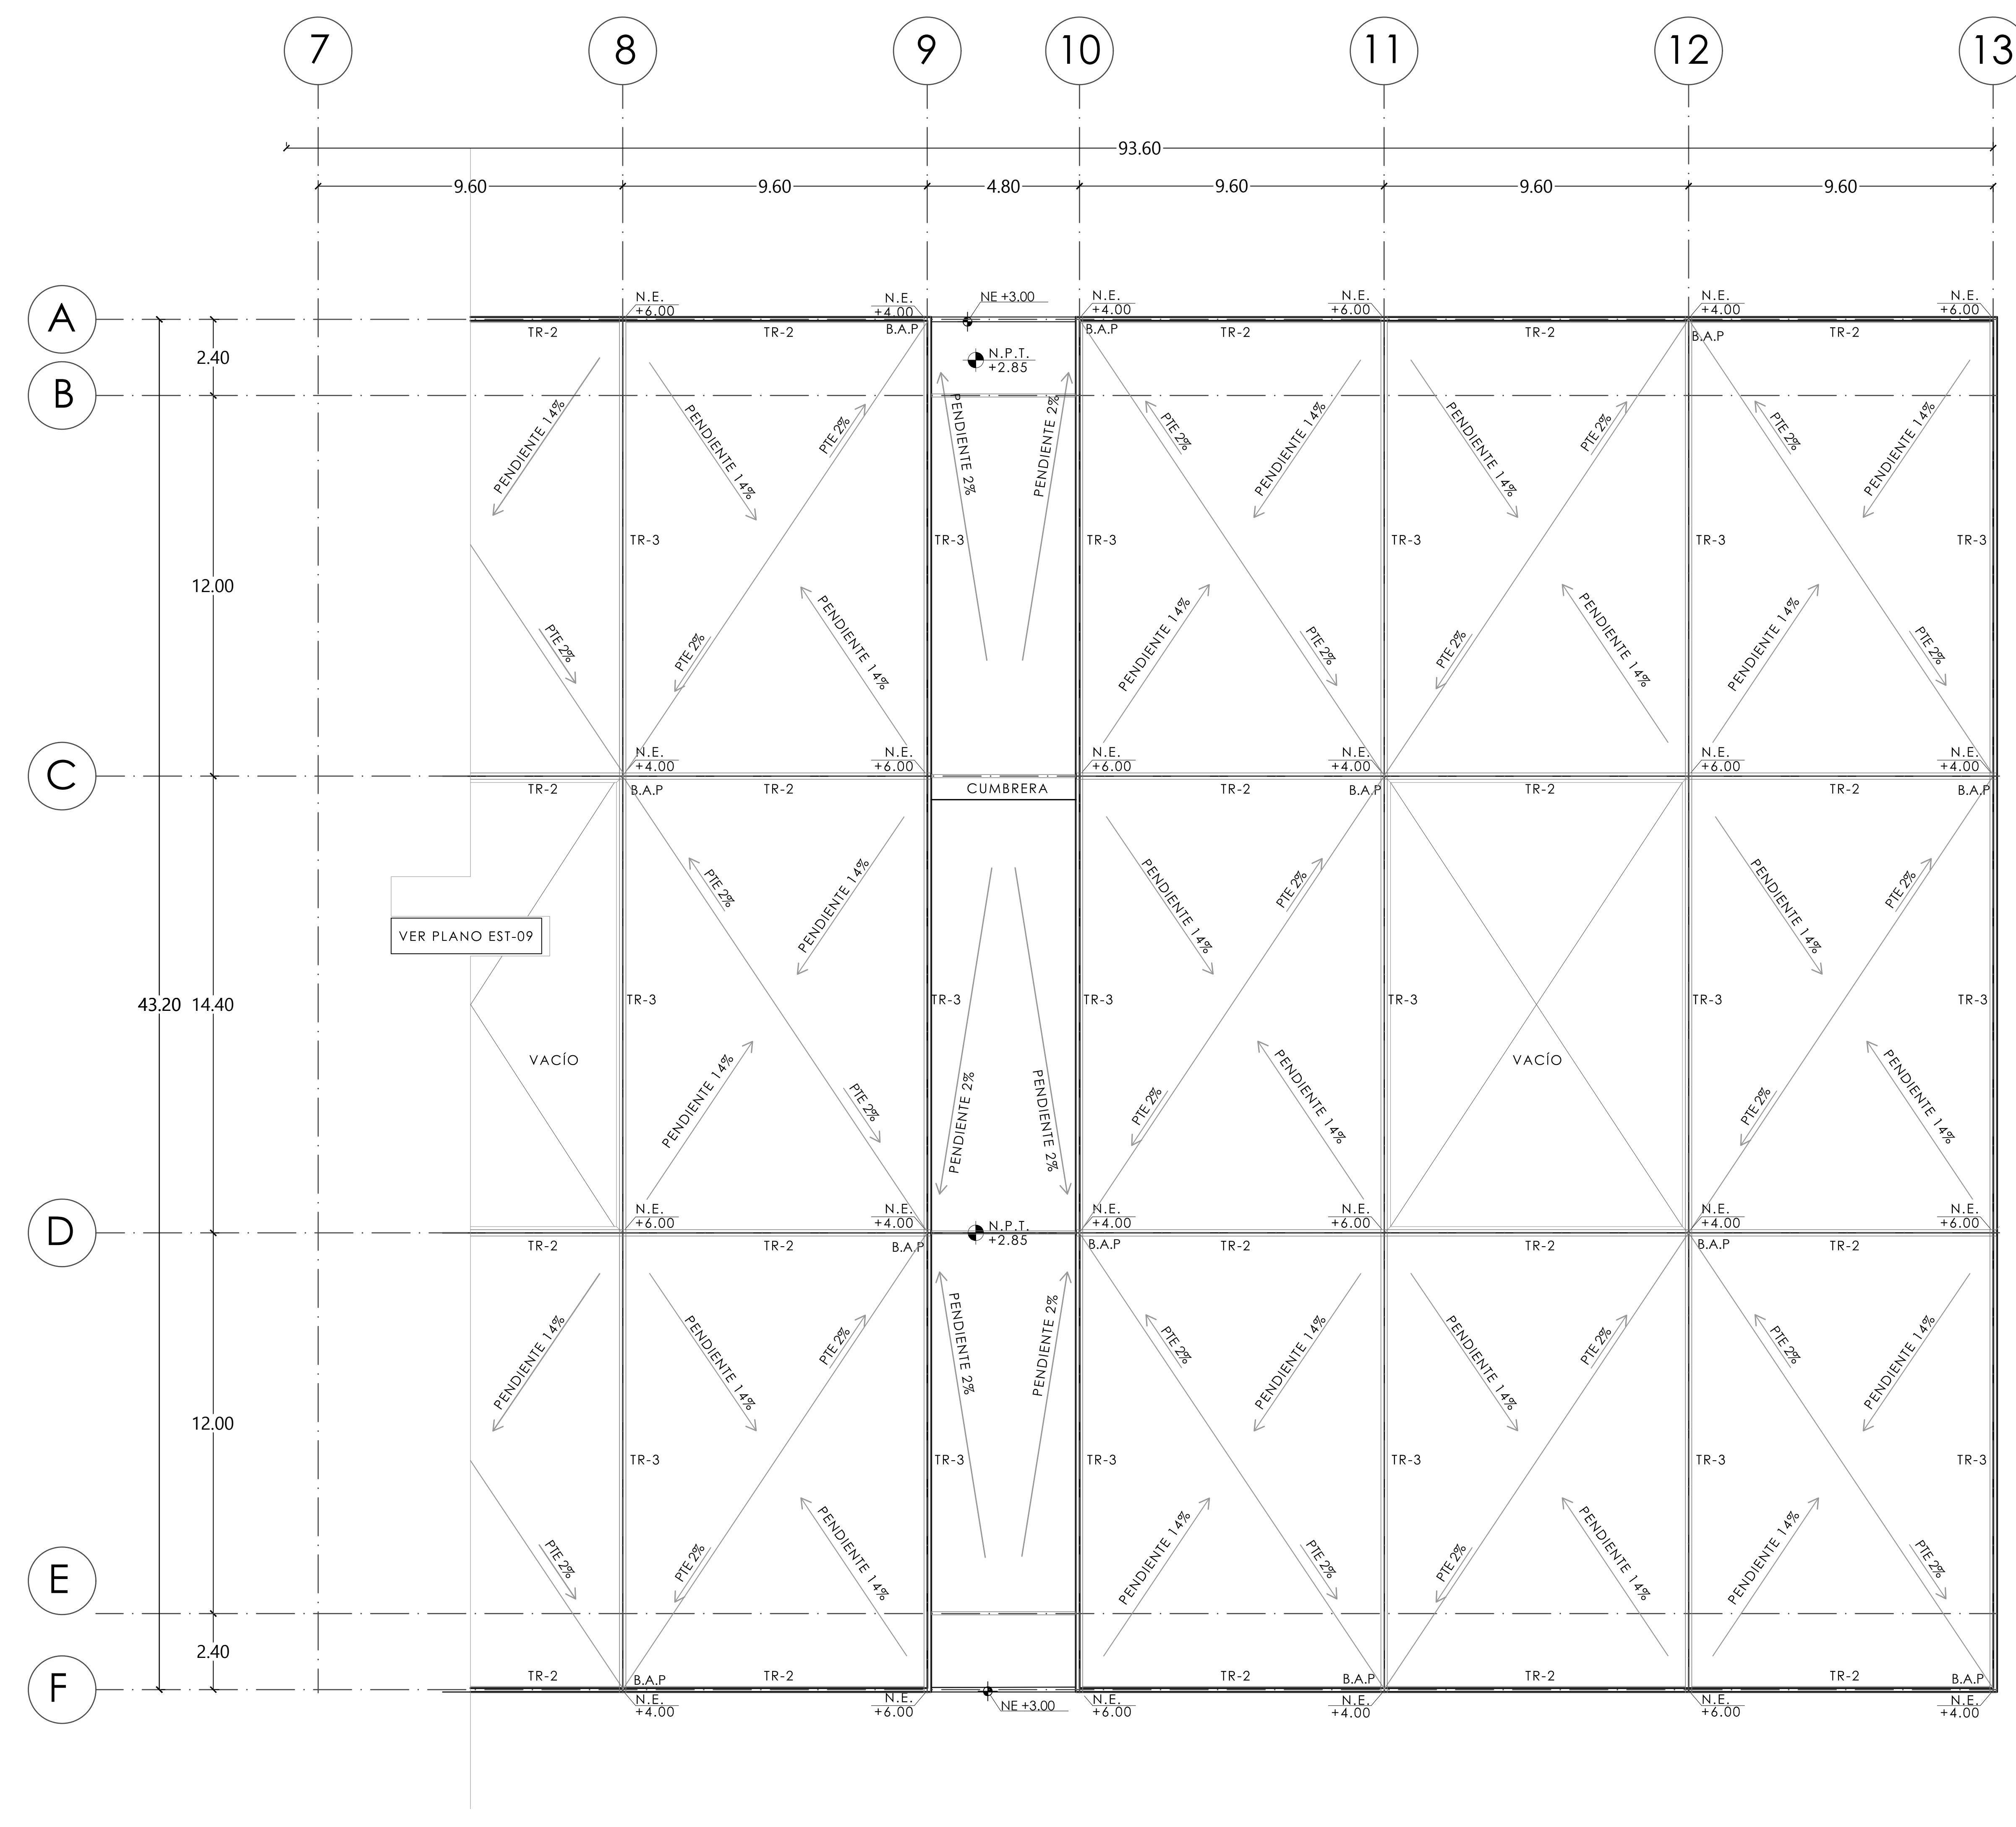 7
8
9
10
11
12
13
93.60
9.60
9.60
4.80
9.60
9.60
9.60
A
N.E.
+6.00
N.E.
+4.00
NE +3.00
N.E.
+4.00
N.E.
+6.00
N.E.
+4.00
N.E.
+6.00
TR-2
TR-2
B.A.P
B.A.P
TR-2
TR-2
B.A.P
TR-2
2.40
N.P.T.
+2.85
B
PENDIENTE 14%
PENDIENTE 14%
PTE 2%
PENDIENTE 2%
PENDIENTE 2%
PTE 2%
PENDIENTE 14%
PENDIENTE 14%
PTE 2%
PTE 2%
PENDIENTE 14%
TR-3
TR-3
TR-3
TR-3
TR-3
TR-3
12.00
PTE 2%
PTE 2%
PENDIENTE 14%
PENDIENTE 14%
PTE 2%
PTE 2%
PENDIENTE 14%
PENDIENTE 14%
PTE 2%
C
N.E.
+4.00
N.E.
+6.00
N.E.
+6.00
N.E.
+4.00
N.E.
+6.00
N.E.
+4.00
TR-2
B.A.P
TR-2
CUMBRERA
TR-2
B.A.P
TR-2
TR-2
B.A.P
PTE 2%
PENDIENTE 14%
PENDIENTE 14%
PTE 2%
PENDIENTE 14%
PTE 2%
VER PLANO EST-09
43.20
14.40
TR-3
TR-3
TR-3
TR-3
TR-3
TR-3
VACÍO
VACÍO
PENDIENTE 14%
PTE 2%
PENDIENTE 2%
PENDIENTE 2%
PTE 2%
PENDIENTE 14%
PTE 2%
PENDIENTE 14%
D
N.E.
+6.00
N.E.
+4.00
N.P.T.
+2.85
N.E.
+4.00
N.E.
+6.00
N.E.
+4.00
N.E.
+6.00
TR-2
TR-2
B.A.P
B.A.P
TR-2
TR-2
B.A.P
TR-2
PENDIENTE 14%
PENDIENTE 14%
PTE 2%
PENDIENTE 2%
PENDIENTE 2%
PTE 2%
PENDIENTE 14%
PENDIENTE 14%
PTE 2%
PTE 2%
PENDIENTE 14%
12.00
TR-3
TR-3
TR-3
TR-3
TR-3
TR-3
PTE 2%
PTE 2%
PENDIENTE 14%
PENDIENTE 14%
PTE 2%
PTE 2%
PENDIENTE 14%
PENDIENTE 14%
PTE 2%
E
2.40
F
TR-2
B.A.P
TR-2
TR-2
B.A.P
TR-2
TR-2
B.A.P
N.E.
+4.00
N.E.
+6.00
NE +3.00
N.E.
+6.00
N.E.
+4.00
N.E.
+6.00
N.E.
+4.00